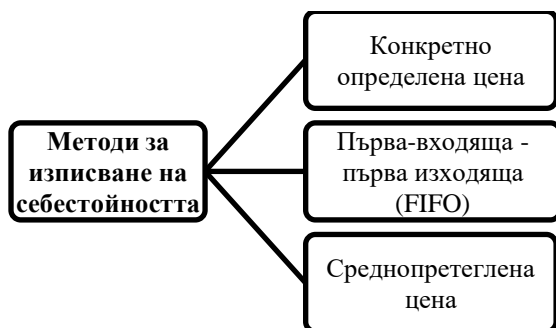 Методи за
изписване на
себестойността
Конкретно
определена цена
Първа-входяща -
първа изходяща
(FIFO)
Среднопретеглена
цена